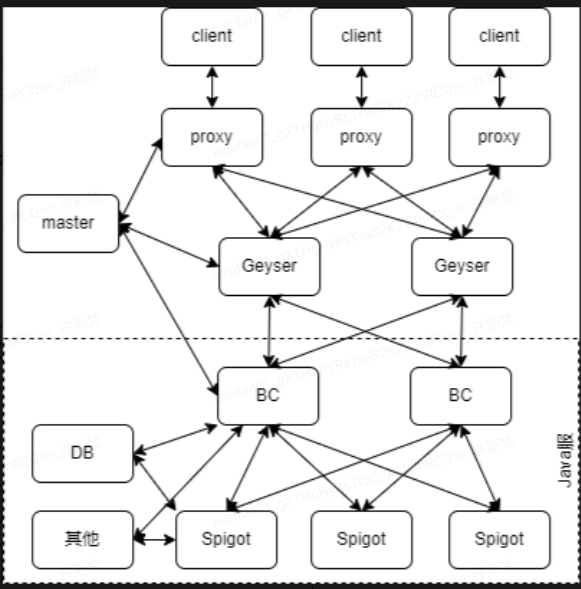 client
client
client
proxy
proxy
proxy
master
Geyser
Geyser
BC
BC
DB
Java服
其他
Spigot
Spigot
Spigot